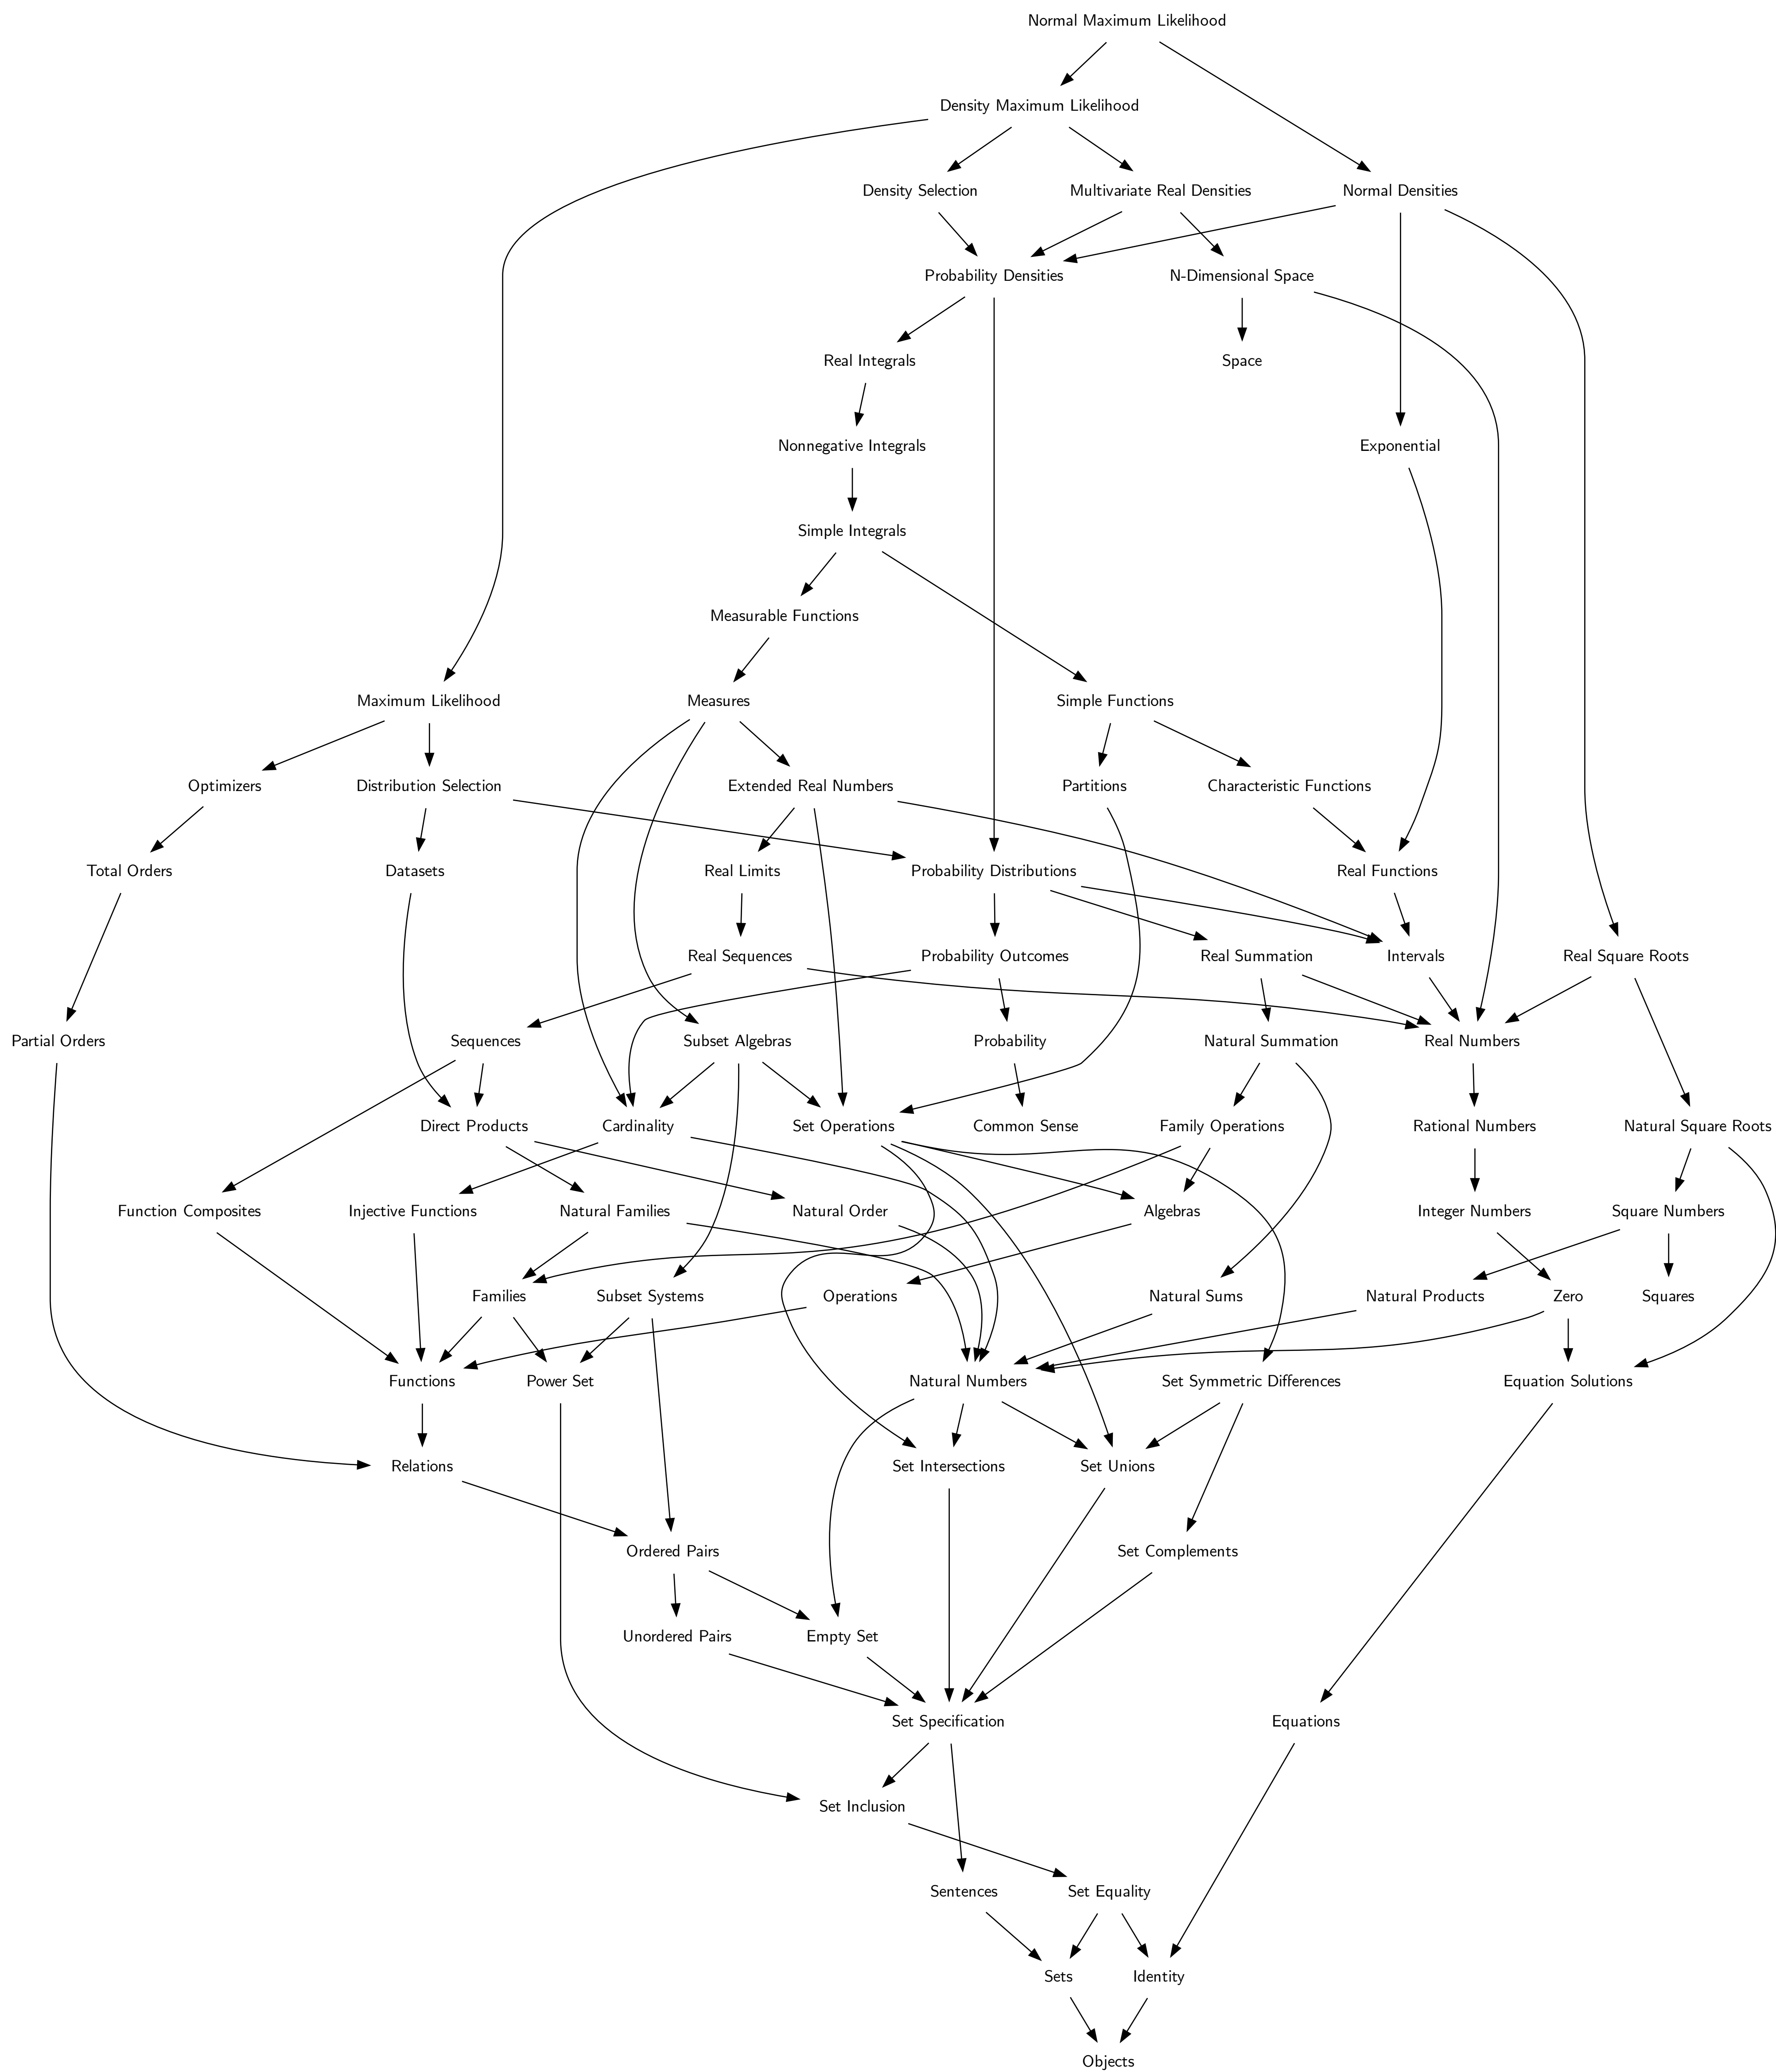 Normal Maximum Likelihood
Density Maximum Likelihood
Density Selection
Multivariate Real Densities
Normal Densities
Probability Densities
N-Dimensional Space
Real Integrals
Space
Nonnegative Integrals
Exponential
Simple Integrals
Measurable Functions
Maximum Likelihood
Measures
Simple Functions
Optimizers
Distribution Selection
Extended Real Numbers
Partitions
Characteristic Functions
Total Orders
Datasets
Real Limits
Probability Distributions
Real Functions
Real Sequences
Probability Outcomes
Real Summation
Intervals
Real Square Roots
Partial Orders
Sequences
Subset Algebras
Probability
Natural Summation
Real Numbers
Direct Products
Cardinality
Set Operations
Common Sense
Family Operations
Rational Numbers
Natural Square Roots
Function Composites
Injective Functions
Natural Families
Natural Order
Algebras
Integer Numbers
Square Numbers
Families
Subset Systems
Operations
Natural Sums
Natural Products
Zero
Squares
Functions
Power Set
Natural Numbers
Set Symmetric Differences
Equation Solutions
Relations
Set Intersections
Set Unions
Ordered Pairs
Set Complements
Unordered Pairs
Empty Set
Set Specification
Equations
Set Inclusion
Sentences
Set Equality
Sets
Identity
Objects